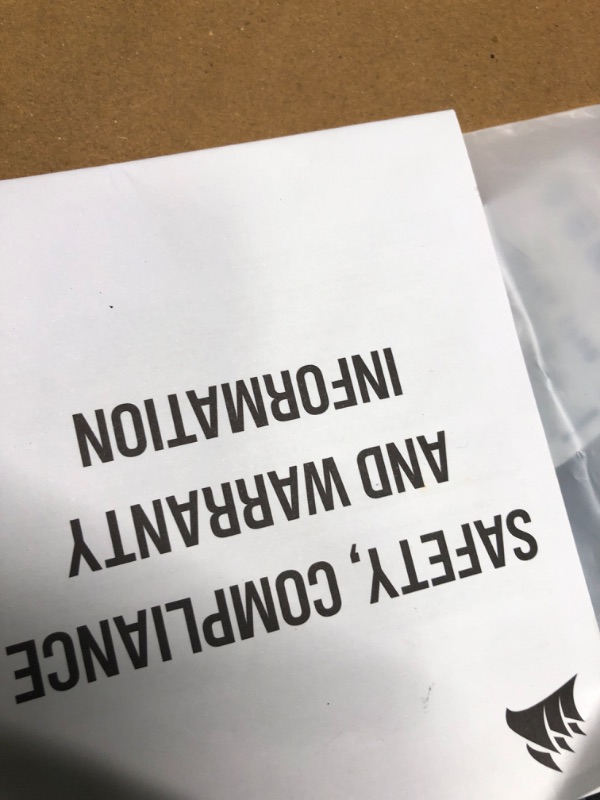 SAFETY, COMPLIANCE
AND WARRANTY
INFORMATION